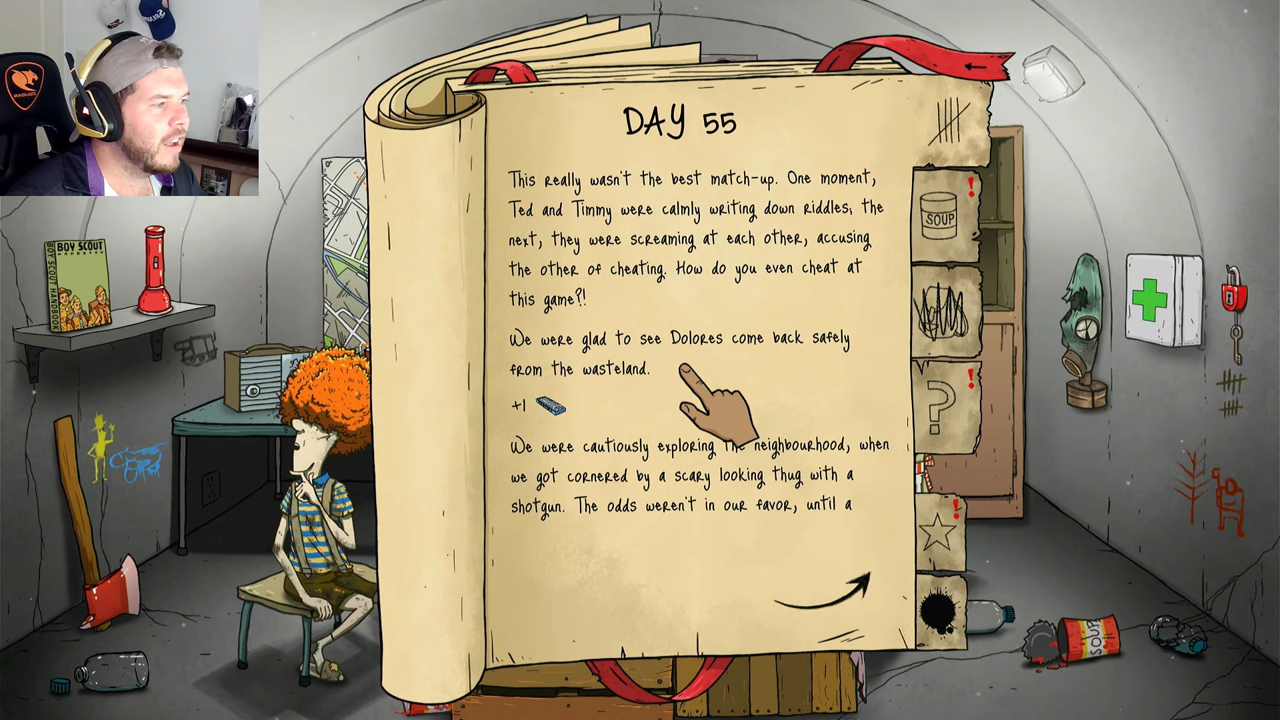 DAY 55
This really wasn't the best match-up. One moment,
Ted and Timmy were calmly writing down riddles; the
next, they were screaming at each other, accusing
the other of cheating. How do you even cheat at
this game?!
We were glad to see Dolores come back safely
from the wasteland.
+1
We were cautiously exploring the neighbourhood, when
we got cornered by a scary looking thug with a
shotgun. The odds weren't in our favor, until a
SOUP
!
!
?
!
BOY SCOUT
BOY SCOUT HANDBOOK
SOUP
COUGAR